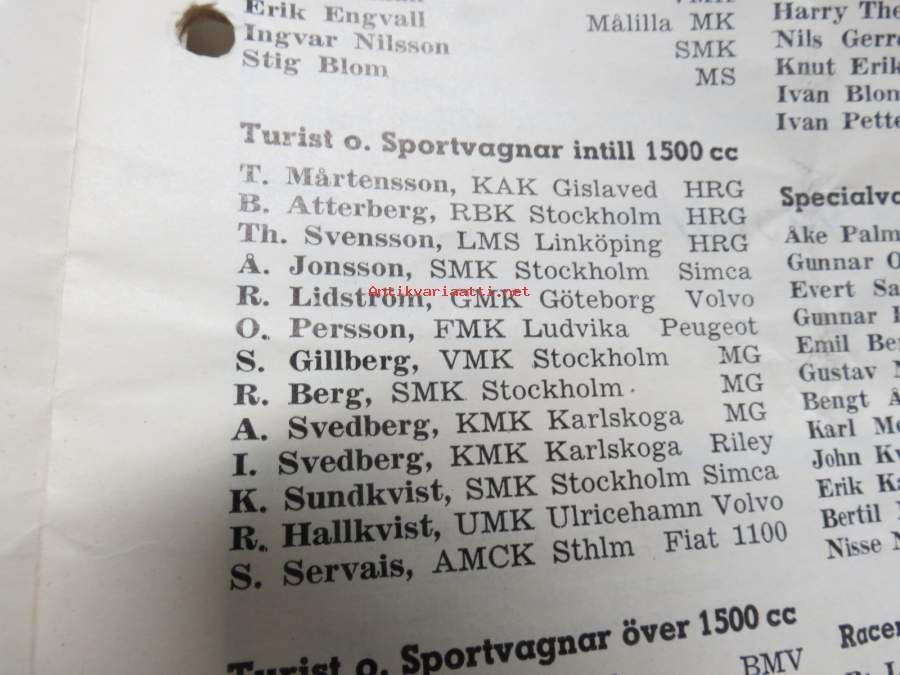 Erik Engvall Målilla MK
Ingvar Nilsson SMK
Stig Blom MS
Turist o. Sportvagnar intill 1500 cc
T. Mårtensson, KAK Gislaved HRG
B. Atterberg, RBK Stockholm HRG
Th. Svensson, LMS Linköping HRG
Å. Jonsson, SMK Stockholm Simca
Antikvariaatti.net
R. Lidström, GMK Göteborg Volvo
O. Persson, FMK Ludvika Peugeot
S. Gillberg, VMK Stockholm MG
R. Berg, SMK Stockholm MG
A. Svedberg, KMK Karlskoga MG
I. Svedberg, KMK Karlskoga Riley
K. Sundkvist, SMK Stockholm Simca
R. Hallkvist, UMK Ulricehamn Volvo
S. Servais, AMCK Sthlm Fiat 1100
Turist o. Sportvagnar över 1500 cc
BMV
Harry The
Nils Gerr
Knut Erik
Ivan Blom
Ivan Pette
Specialva
Åke Palm
Gunnar O
Evert Sa
Gunnar
Emil Be
Gustav
Bengt Å
Karl Me
John Kv
Erik Ka
Bertil
Nisse
Racer